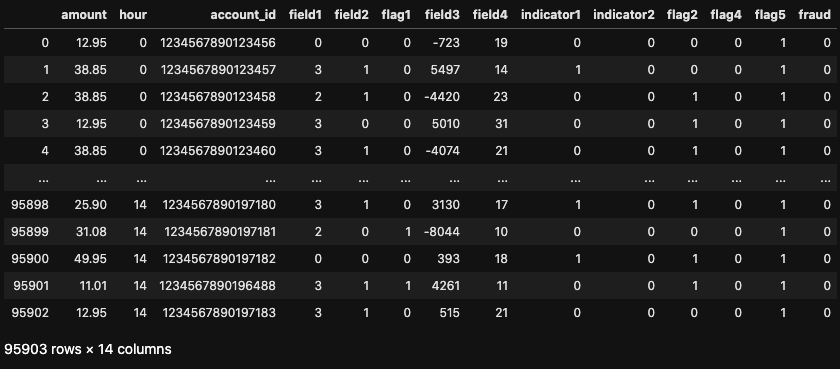 amount hour account_id field1 field2 flag1 field3 field4 indicator1 indicator2 flag2 flag4 flag5 fraud
0 12.95 0 1234567890123456 0 0 0 -723 19 0 0 0 0 1 0
1 38.85 0 1234567890123457 3 1 0 5497 14 1 0 0 0 1 0
2 38.85 0 1234567890123458 2 1 0 -4420 23 0 0 1 0 1 0
3 12.95 0 1234567890123459 3 0 0 5010 31 0 0 1 0 1 0
4 38.85 0 1234567890123460 3 1 0 -4074 21 0 0 1 0 1 0
... ... ... ... ... ... ... ... ... ... ... ... ... ... ...
95898 25.90 14 1234567890197180 3 1 0 3130 17 1 0 1 0 1 0
95899 31.08 14 1234567890197181 2 0 1 -8044 10 0 0 0 0 1 0
95900 49.95 14 1234567890197182 0 0 0 393 18 1 0 1 0 1 0
95901 11.01 14 1234567890196488 3 1 1 4261 11 0 0 1 0 1 0
95902 12.95 14 1234567890197183 3 1 0 515 21 0 0 0 0 1 0
95903 rows × 14 columns